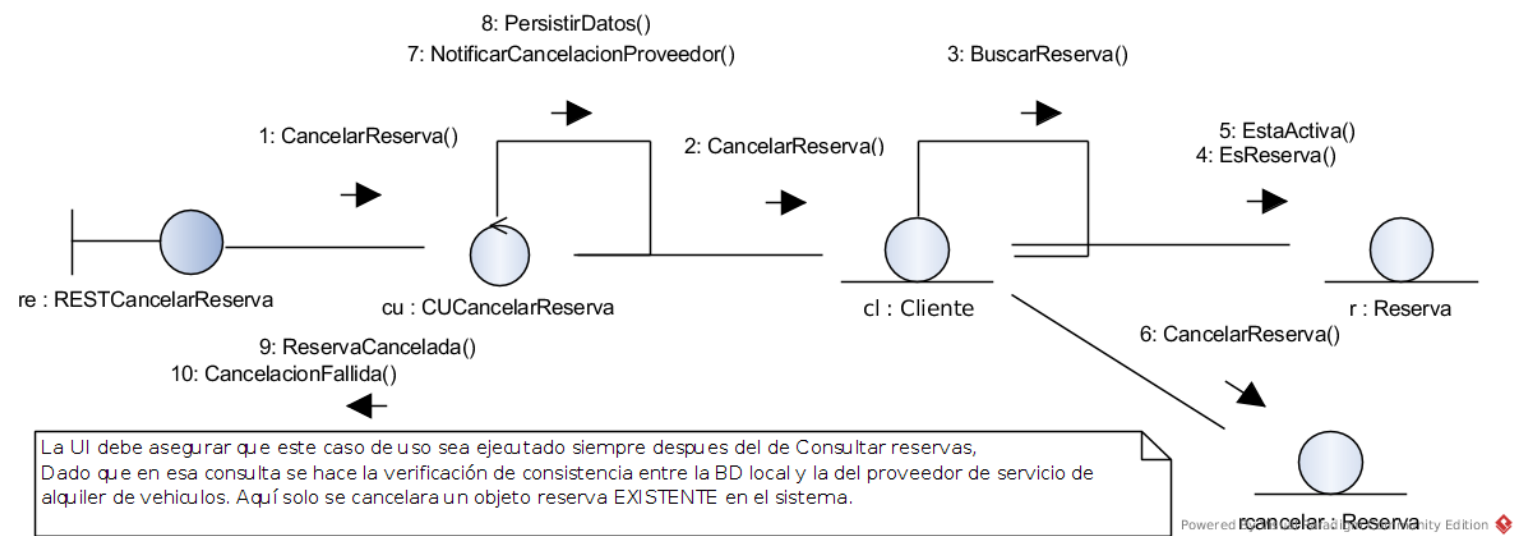 8: PersistirDatos()
7: NotificarCancelacionProveedor()
3: BuscarReserva()
1: CancelarReserva()
2: CancelarReserva()
5: EstaActiva()
4: EsReserva()
re : RESTCancelarReserva
cu : CUCancelarReserva
cl : Cliente
r : Reserva
6: CancelarReserva()
9: ReservaCancelada()
10: CancelacionFallida()
La UI debe asegurar que este caso de uso sea ejecutado siempre despues del de Consultar reservas,
Dado que en esa consulta se hace la verificación de consistencia entre la BD local y la del proveedor de servicio de
alquiler de vehiculos. Aquí solo se cancelara un objeto reserva EXISTENTE en el sistema.
rcancelar : Reserva
Powered Edition